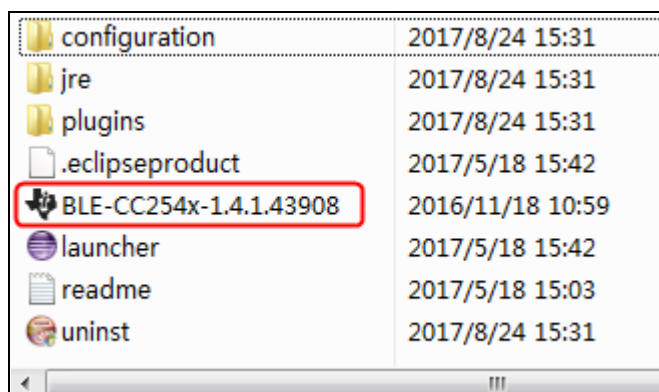 configuration 2017/8/24 15:31
jre 2017/8/24 15:31
plugins 2017/8/24 15:31
.eclipseproduct 2017/5/18 15:42
BLE-CC254x-1.4.1.43908 2016/11/18 10:59
launcher 2017/5/18 15:42
readme 2017/5/18 15:03
uninst 2017/8/24 15:31